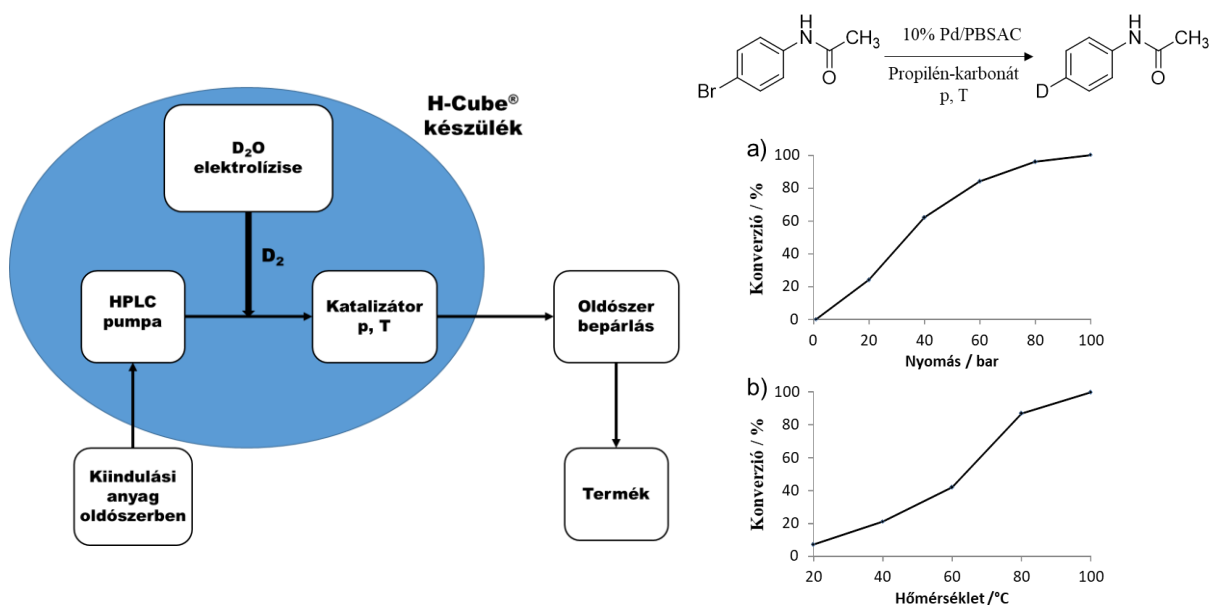 H-Cube®
készülék
D₂O
elektrolízise
D₂
HPLC
pumpa
Katalizátor
p, T
Oldószer
bepárlás
Kiindulási
anyag
oldószerben
Termék
H
N
CH₃
O
Br
10% Pd/PBSAC
Propilén-karbonát
p, T
H
N
CH₃
O
D
a)
Konverzió / %
100
80
60
40
20
0
0 20 40 60 80 100
Nyomás / bar
b)
Konverzió / %
100
80
60
40
20
0
20 40 60 80 100
Hőmérséklet /°C